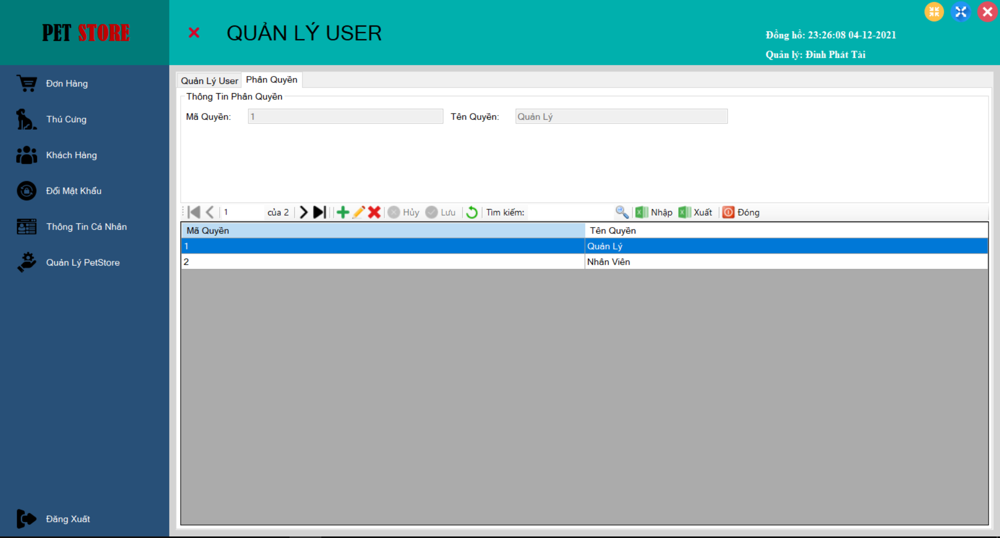 PET STORE
QUẢN LÝ USER
Đồng hồ: 23:26:08 04-12-2021
Quản lý: Đinh Phát Tài
Đơn Hàng
Thú Cưng
Khách Hàng
Đổi Mật Khẩu
Thông Tin Cá Nhân
Quản Lý PetStore
Đăng Xuất
Quản Lý User Phân Quyền
Thông Tin Phân Quyền
Mã Quyền: 1 Tên Quyền: Quản Lý
1 của 2 Hủy Lưu Tìm kiếm: Nhập Xuất Đóng
Mã Quyền Tên Quyền
1 Quản Lý
2 Nhân Viên